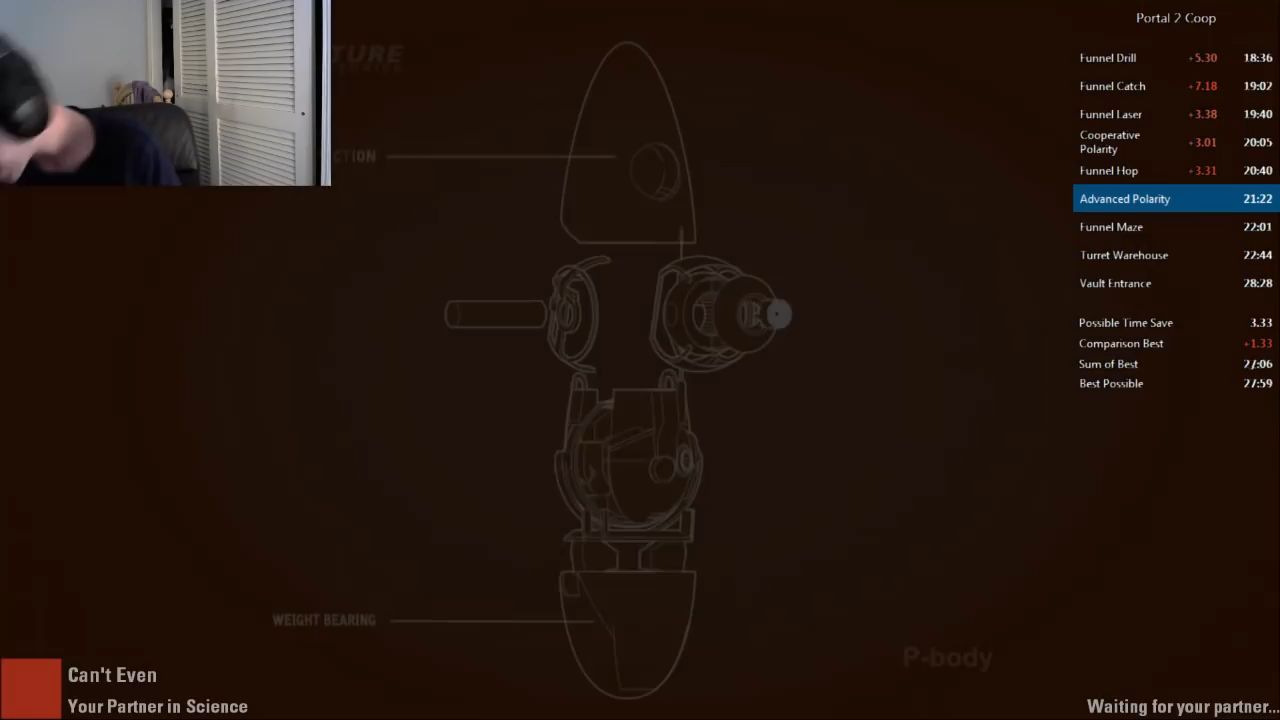 Portal 2 Coop
Funnel Drill +5.30 18:36
Funnel Catch +7.18 19:02
Funnel Laser +3.38 19:40
Cooperative
Polarity +3.01 20:05
Funnel Hop +3.31 20:40
Advanced Polarity 21:22
Funnel Maze 22:01
Turret Warehouse 22:44
Vault Entrance 28:28
Possible Time Save 3.33
Comparison Best +1.33
Sum of Best 27:06
Best Possible 27:59
TURE
CTION
WEIGHT BEARING
P-body
Can't Even
Your Partner in Science
Waiting for your partner...